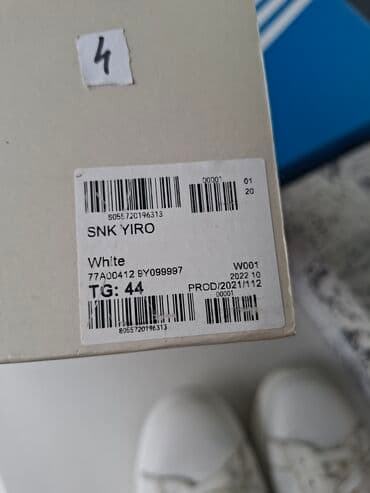 4
00001 01
20
8055720196313
SNK YIRO
White
77A00412 9Y099997 W001
2022 10
TG: 44 PROD/2021/112
00001
8055720196313